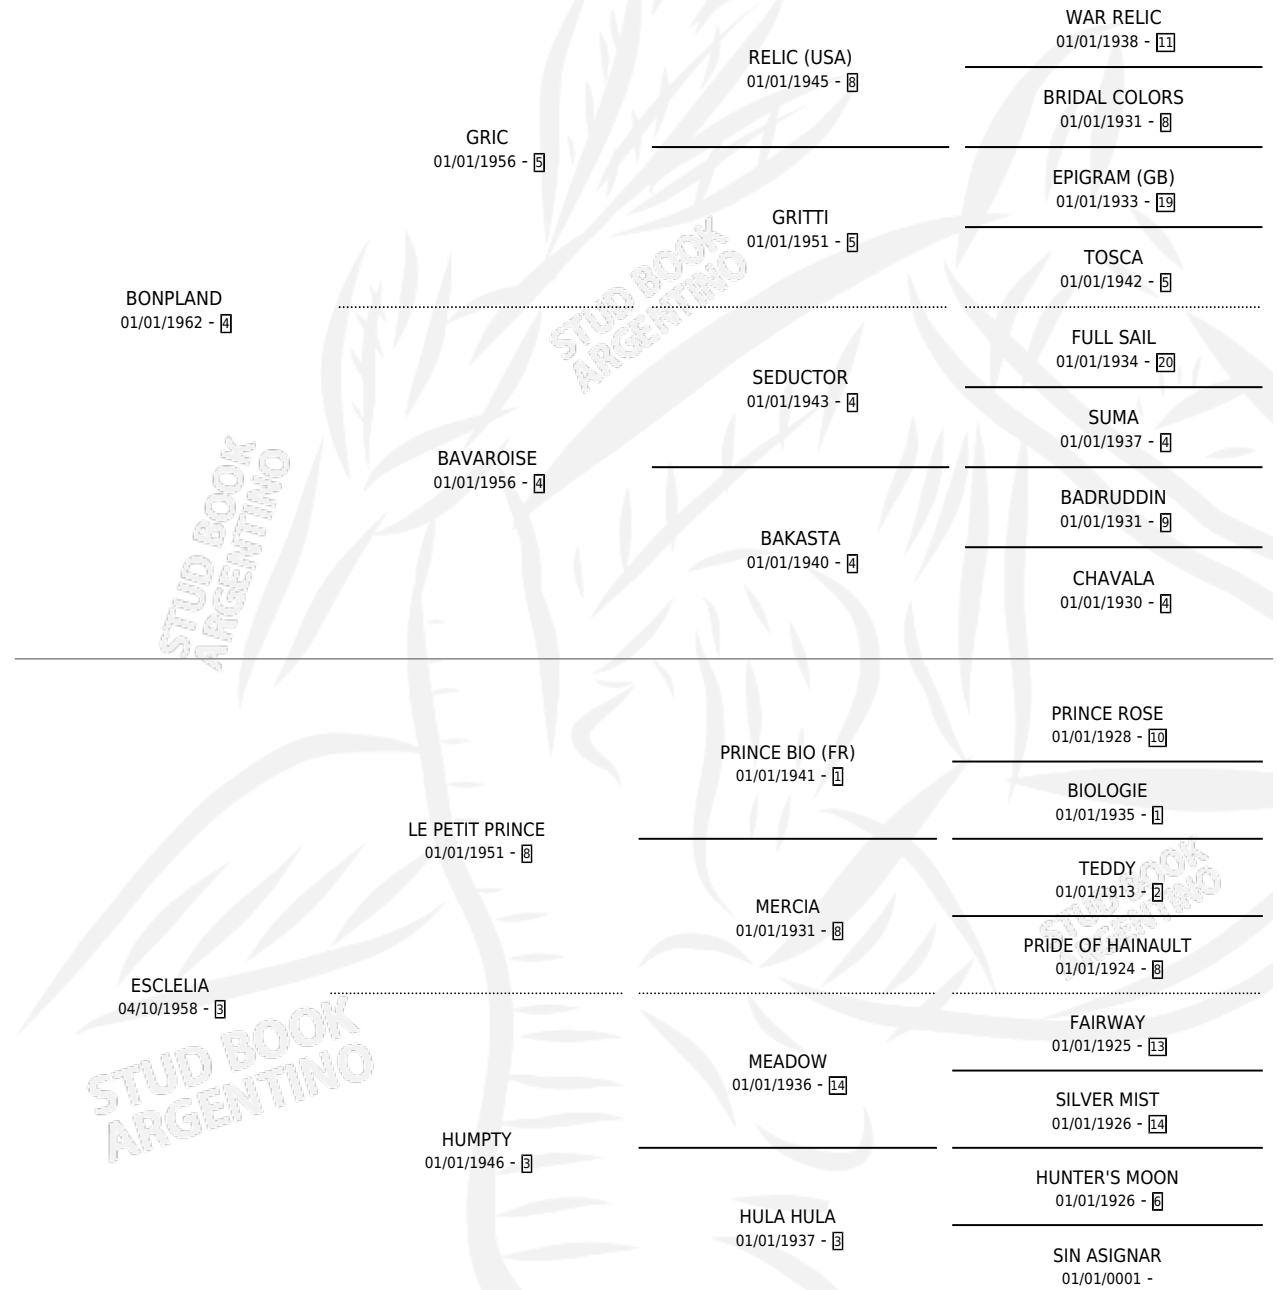 WAR RELIC
01/01/1938 - 11
RELIC (USA)
01/01/1945 - 8
BRIDAL COLORS
01/01/1931 - 8
GRIC
01/01/1956 - 5
EPIGRAM (GB)
01/01/1933 - 19
GRITTI
01/01/1951 - 5
TOSCA
01/01/1942 - 5
BONPLAND
01/01/1962 - 4
FULL SAIL
01/01/1934 - 20
SEDUCTOR
01/01/1943 - 4
SUMA
01/01/1937 - 4
BAVAROISE
01/01/1956 - 4
BADRUDDIN
01/01/1931 - 9
BAKASTA
01/01/1940 - 4
CHAVALA
01/01/1930 - 4
STUD BOOK
ARGENTINO
STUD BOOK
ARGENTINO
PRINCE ROSE
01/01/1928 - 10
PRINCE BIO (FR)
01/01/1941 - 1
BIOLOGIE
01/01/1935 - 1
LE PETIT PRINCE
01/01/1951 - 8
TEDDY
01/01/1913 - 2
MERCIA
01/01/1931 - 8
PRIDE OF HAINAULT
01/01/1924 - 8
STUD BOOK
ARGENTINO
ESCLELIA
04/10/1958 - 3
FAIRWAY
01/01/1925 - 13
MEADOW
01/01/1936 - 14
SILVER MIST
01/01/1926 - 14
HUMPTY
01/01/1946 - 3
HUNTER'S MOON
01/01/1926 - 6
HULA HULA
01/01/1937 - 3
SIN ASIGNAR
01/01/0001 -
STUD BOOK
ARGENTINO